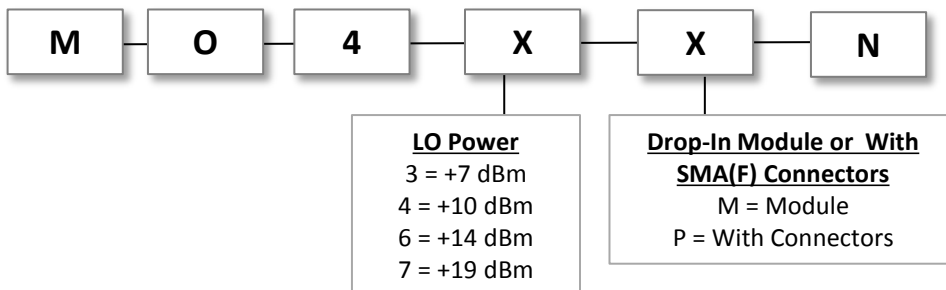 M O 4 X X N
LO Power
3 = +7 dBm
4 = +10 dBm
6 = +14 dBm
7 = +19 dBm
Drop-In Module or With
SMA(F) Connectors
M = Module
P = With Connectors